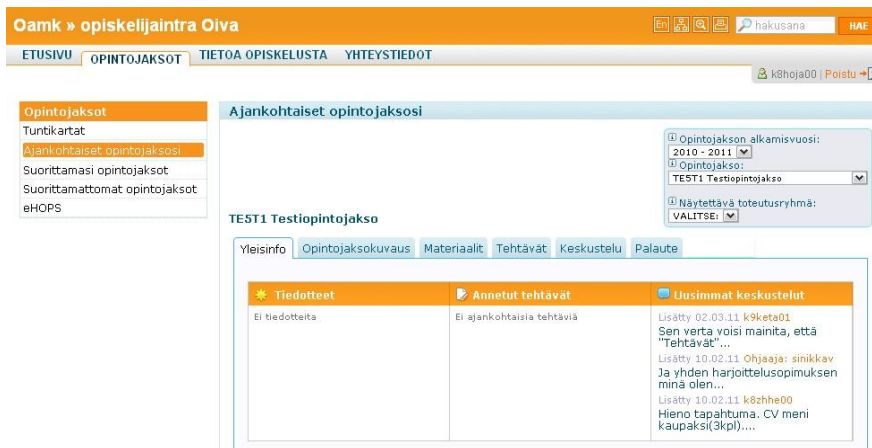 Oamk » opiskelijaintra Oiva
En
hakusana
HAE
ETUSIVU OPINTOJAKSOT TIETOA OPISKELUSTA YHTEYSTIEDOT
k8hoja00 | Poistu
Opintojaksot
Tuntikartat
Ajankohtaiset opintojaksosi
Suorittamasi opintojaksot
Suorittamattomat opintojaksot
eHOPS
Ajankohtaiset opintojaksosi
Opintojakson alkamisvuosi:
2010 - 2011
Opintojakso:
TE5T1 Testiopintojakso
Näytettävä toteutusryhmä:
VALITSE:
TE5T1 Testiopintojakso
Yleisinfo Opintojaksokuvaus Materiaalit Tehtävät Keskustelu Palaute
Tiedotteet
Ei tiedotteita
Annetut tehtävät
Ei ajankohtaisia tehtäviä
Uusimmat keskustelut
Lisätty 02.03.11 k9keta01
Sen verta voisi mainita, että
"Tehtävät"...
Lisätty 10.02.11 Ohjaaja: sinikkav
Ja yhden harjoittelusopimuksen
minä olen...
Lisätty 10.02.11 k8zhhe00
Hieno tapahtuma. CV meni
kaupaksi(3kpl)....